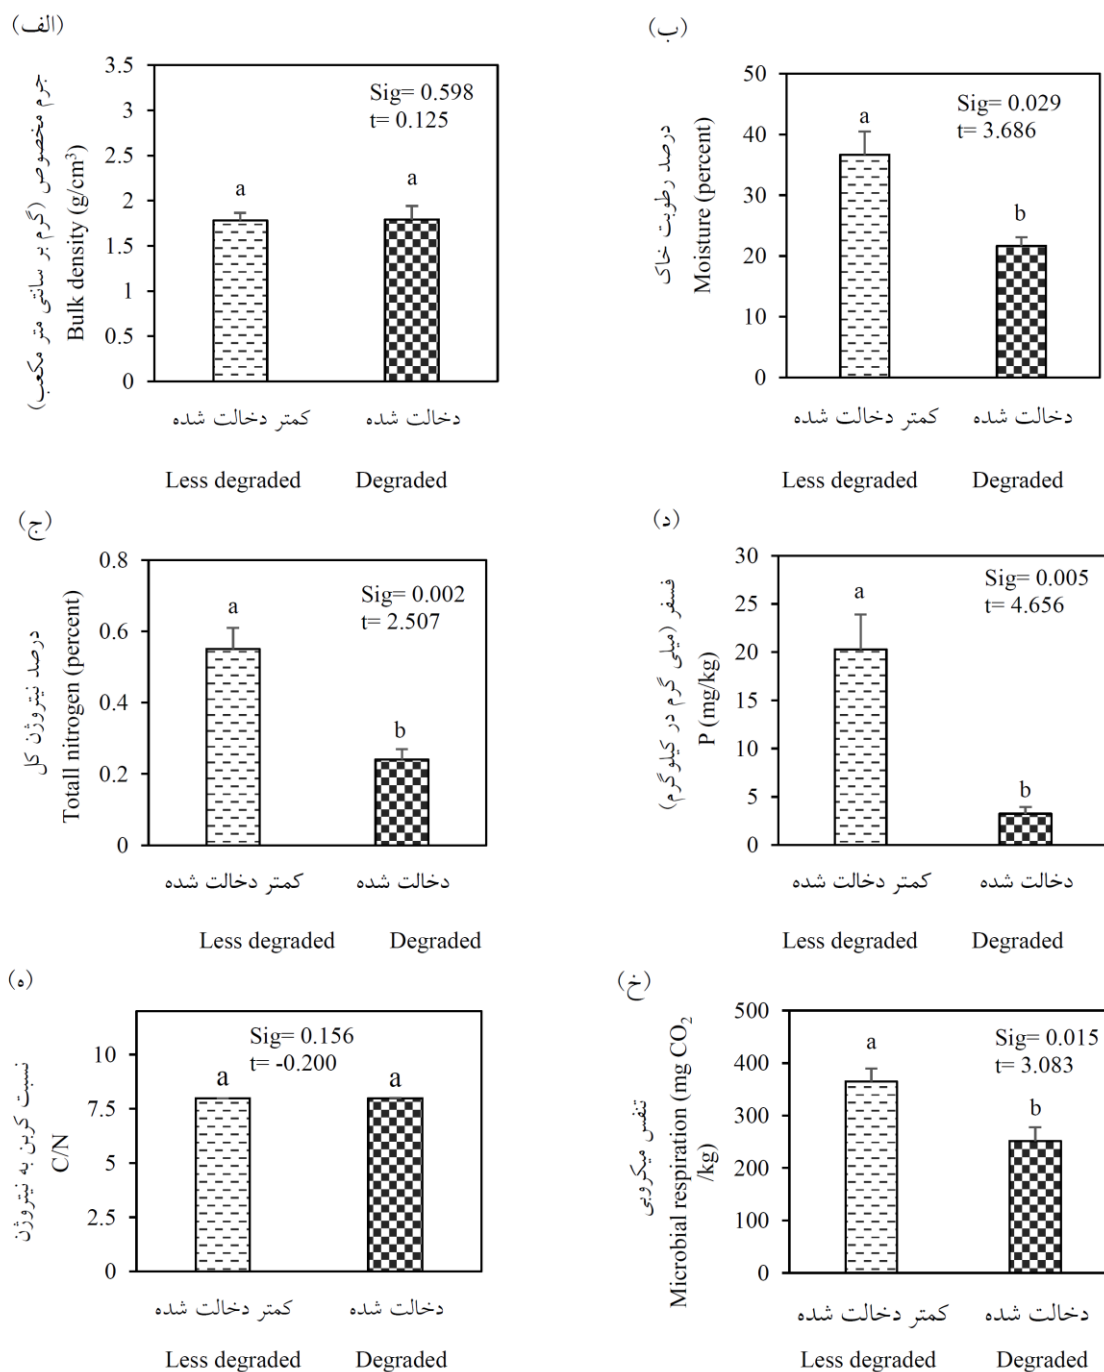 (الف)
جرم مخصوص (گرم بر سانتی متر مکعب)
Bulk density (g/cm³)
3.5
3
2.5
2
1.5
1
0.5
0
Sig= 0.598
t= 0.125
a
a
کمتر دخالت شده
دخالت شده
Less degraded
Degraded
(ب)
درصد رطوبت خاک
Moisture (percent)
50
40
30
20
10
0
Sig= 0.029
t= 3.686
a
b
کمتر دخالت شده
دخالت شده
Less degraded
Degraded
(ج)
درصد نیتروژن کل
Totall nitrogen (percent)
0.8
0.6
0.4
0.2
0
Sig= 0.002
t= 2.507
a
b
کمتر دخالت شده
دخالت شده
Less degraded
Degraded
(د)
فسفر (میلی گرم در کیلوگرم)
P (mg/kg)
30
25
20
15
10
5
0
Sig= 0.005
t= 4.656
a
b
کمتر دخالت شده
دخالت شده
Less degraded
Degraded
(ه)
نسبت کربن به نیتروژن
C/N
10
7.5
5
2.5
0
Sig= 0.156
t= -0.200
a
a
کمتر دخالت شده
دخالت شده
Less degraded
Degraded
(خ)
تنفس میکروبی
Microbial respiration (mg CO₂
/kg)
500
400
300
200
100
0
Sig= 0.015
t= 3.083
a
b
کمتر دخالت شده
دخالت شده
Less degraded
Degraded